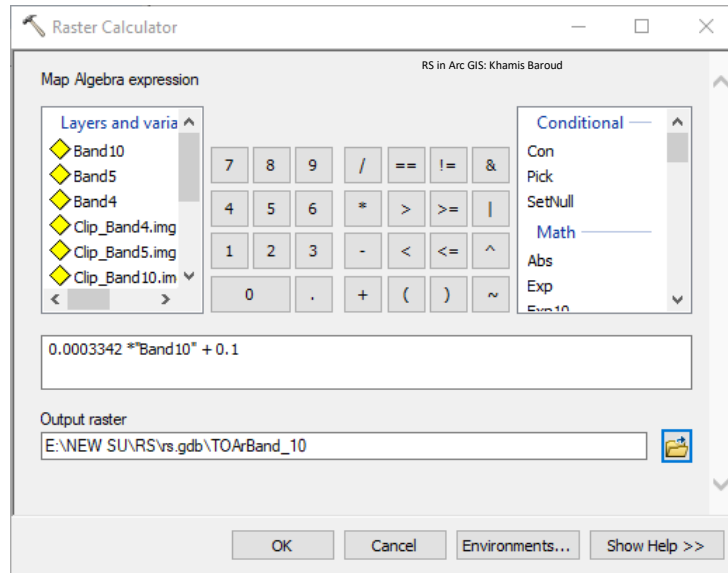 Raster Calculator
RS in Arc GIS: Khamis Baroud
Map Algebra expression
Layers and varia
Band10
Band5
Band4
Clip_Band4.img
Clip_Band5.img
Clip_Band10.im
7 8 9 / == != &
4 5 6 * > >= |
1 2 3 - < <= ^
0 . + ( ) ~
Conditional
Con
Pick
SetNull
Math
Abs
Exp
Exp10
0.0003342 *"Band10" + 0.1
Output raster
E:\NEW SU\RS\rs.gdb\TOArBand_10
OK Cancel Environments... Show Help >>